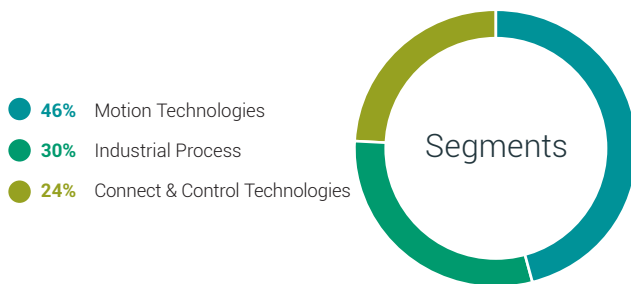 46% Motion Technologies
30% Industrial Process
24% Connect & Control Technologies
Segments